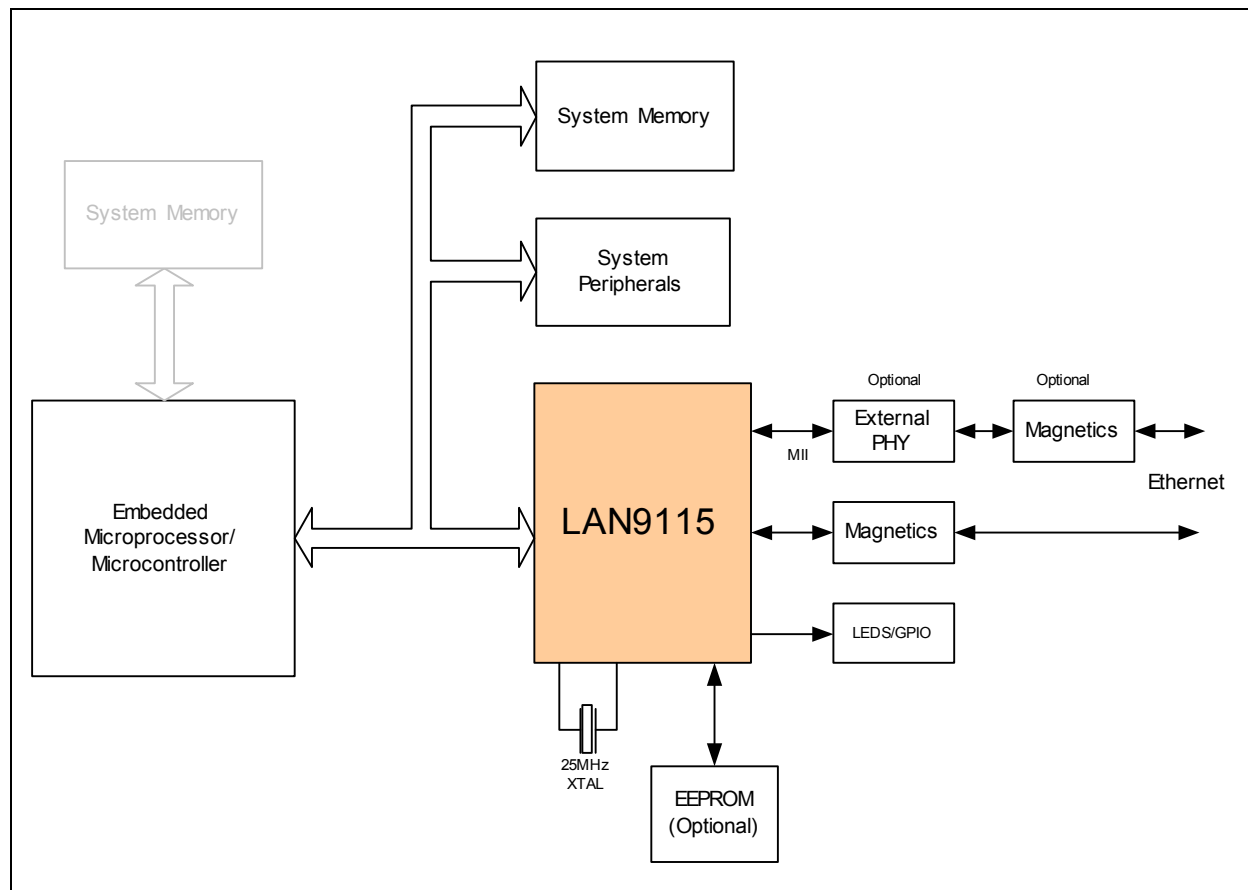 System Memory
System Memory
System
Peripherals
Optional
Optional
External
PHY
Magnetics
MII
Ethernet
Embedded
Microprocessor/
Microcontroller
LAN9115
Magnetics
LEDS/GPIO
25MHz
XTAL
EEPROM
(Optional)